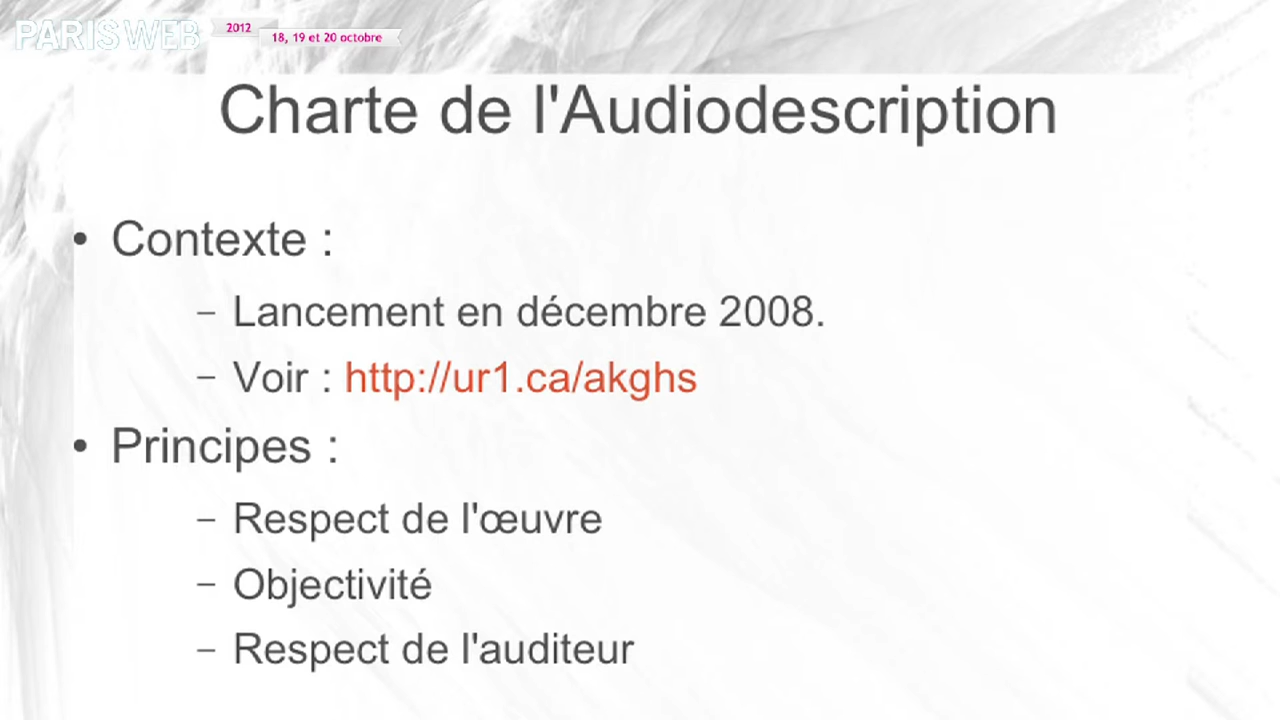 PARIS WEB 2012
18, 19 et 20 octobre
Charte de l'Audiodescription
• Contexte :
– Lancement en décembre 2008.
– Voir : http://ur1.ca/akghs
• Principes :
– Respect de l'œuvre
– Objectivité
– Respect de l'auditeur